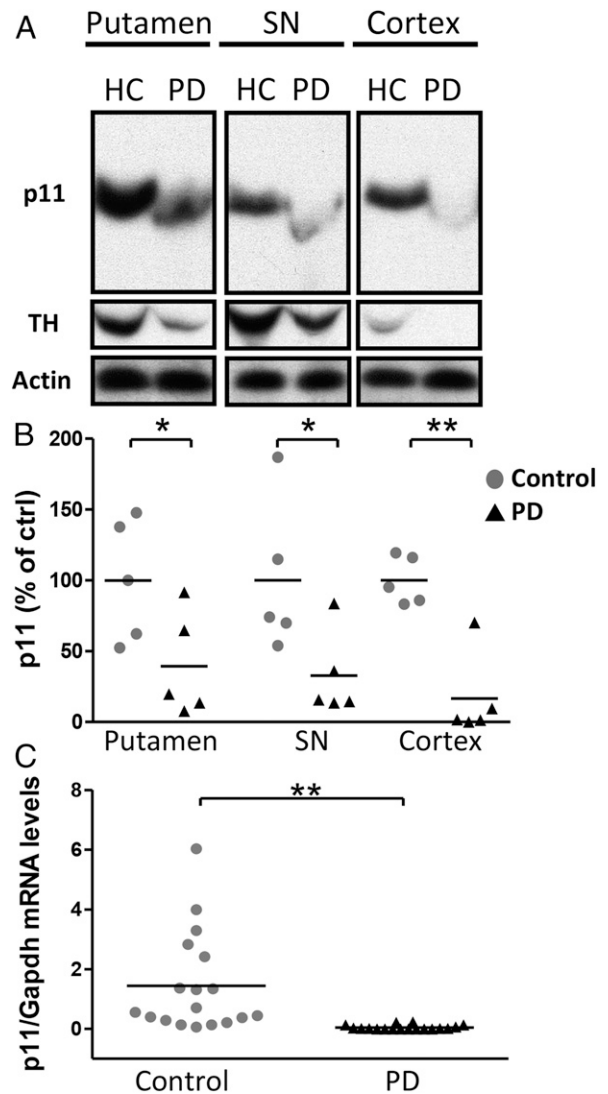 A
Putamen SN Cortex
HC PD HC PD HC PD
p11
TH
Actin
B
* * **
200
150
100
50
0
p11 (% of ctrl)
Control
PD
Putamen SN Cortex
C
**
8
6
4
2
0
p11/Gapdh mRNA levels
Control PD